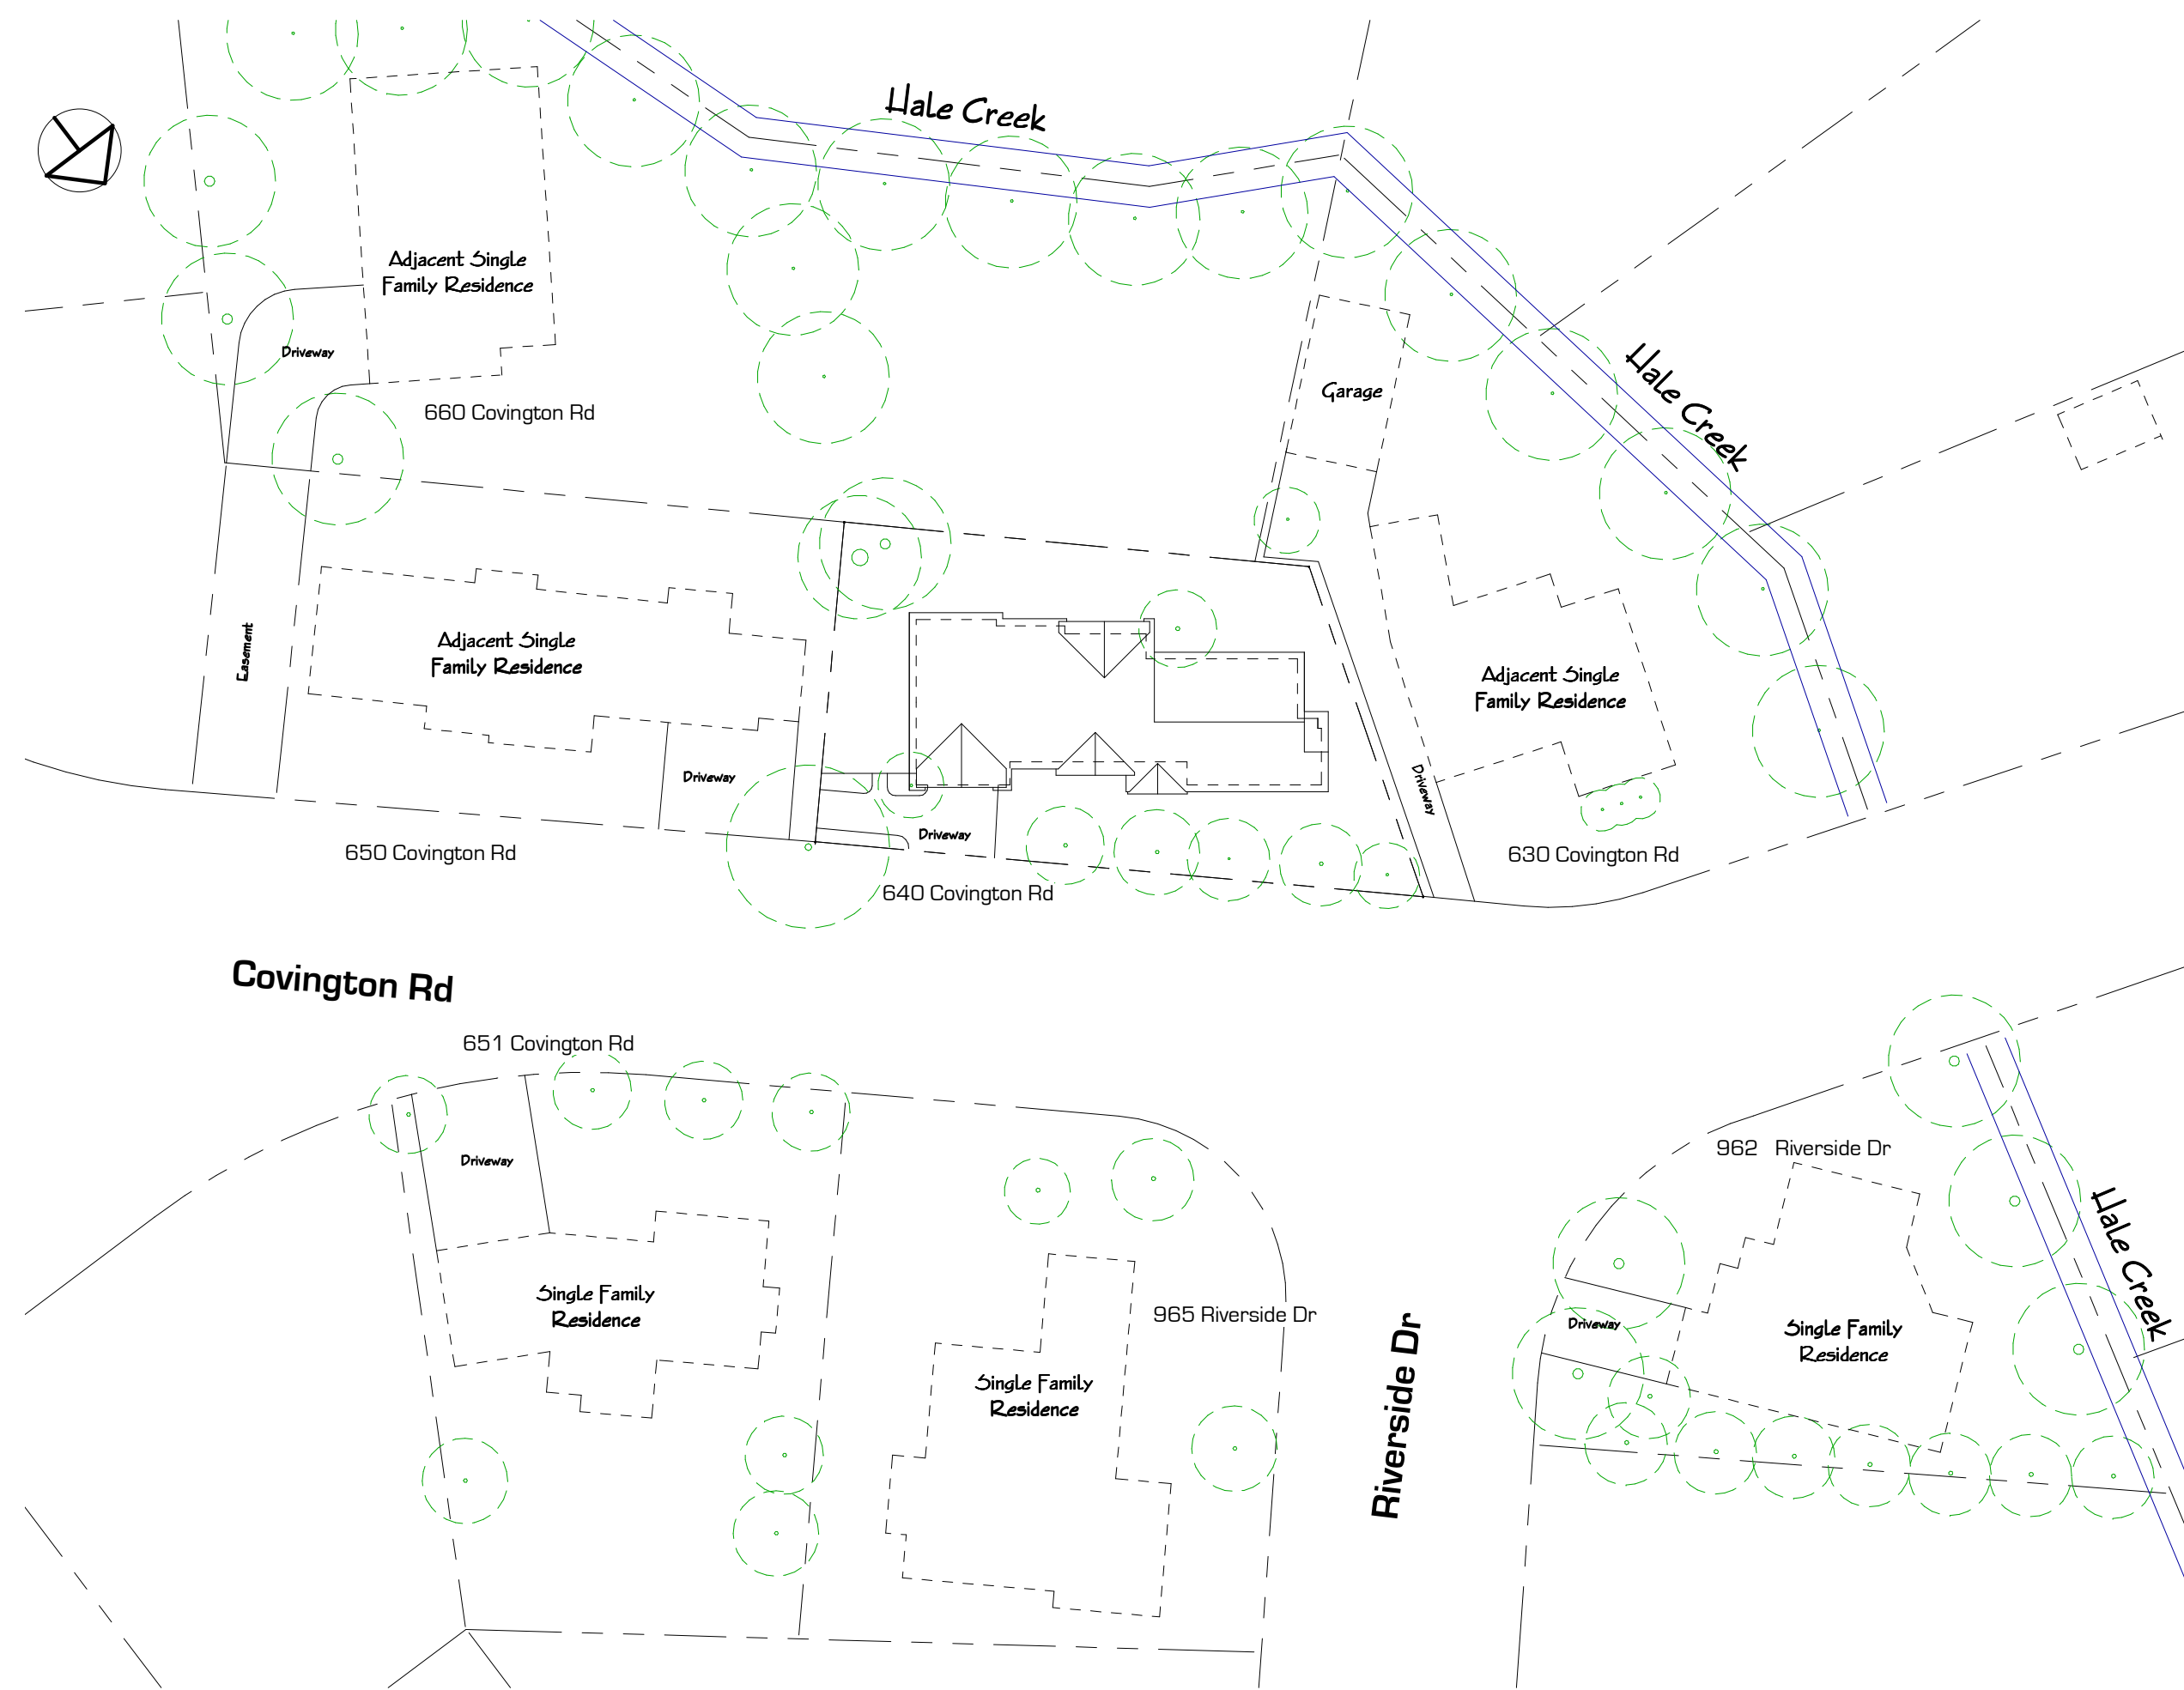 Hale Creek
Adjacent Single
Family Residence
Driveway
660 Covington Rd
Garage
Hale Creek
Easement
Adjacent Single
Family Residence
Driveway
650 Covington Rd
Driveway
640 Covington Rd
Adjacent Single
Family Residence
Driveway
630 Covington Rd
Covington Rd
651 Covington Rd
Driveway
Single Family
Residence
965 Riverside Dr
Single Family
Residence
Riverside Dr
962 Riverside Dr
Driveway
Single Family
Residence
Hale Creek